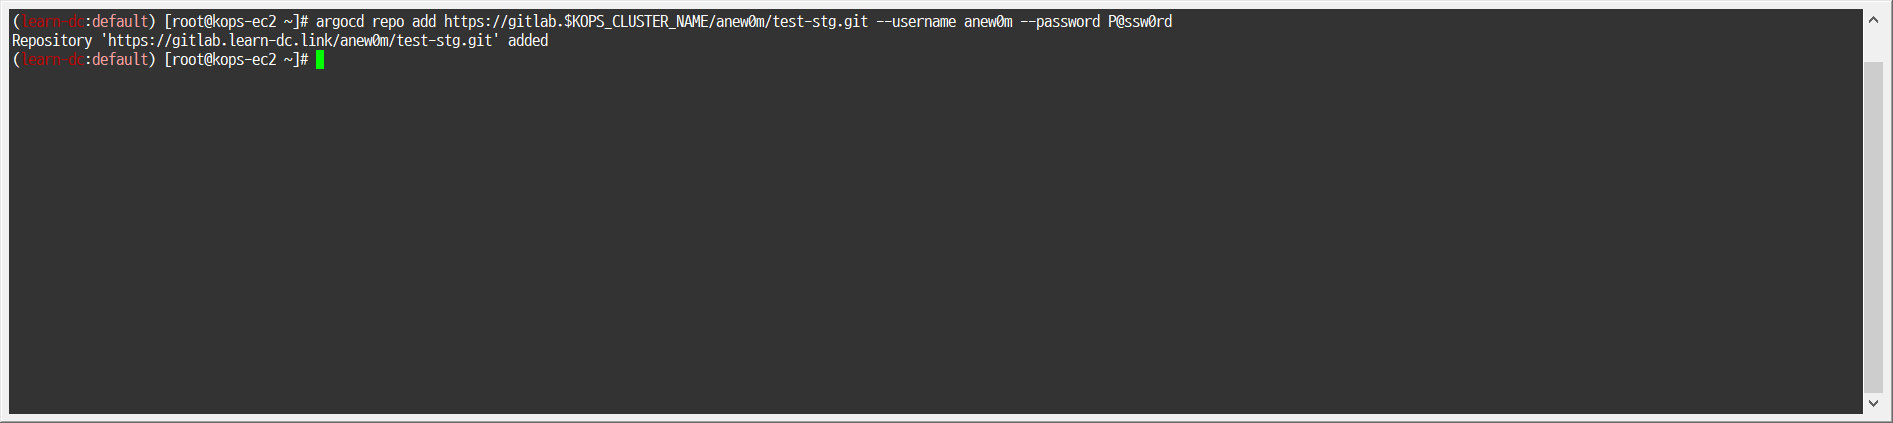 (learn-dc:default) [root@kops-ec2 ~]# argocd repo add https://gitlab.$KOPS_CLUSTER_NAME/anew0m/test-stg.git --username anew0m --password P@ssw0rd
Repository 'https://gitlab.learn-dc.link/anew0m/test-stg.git' added
(learn-dc:default) [root@kops-ec2 ~]#